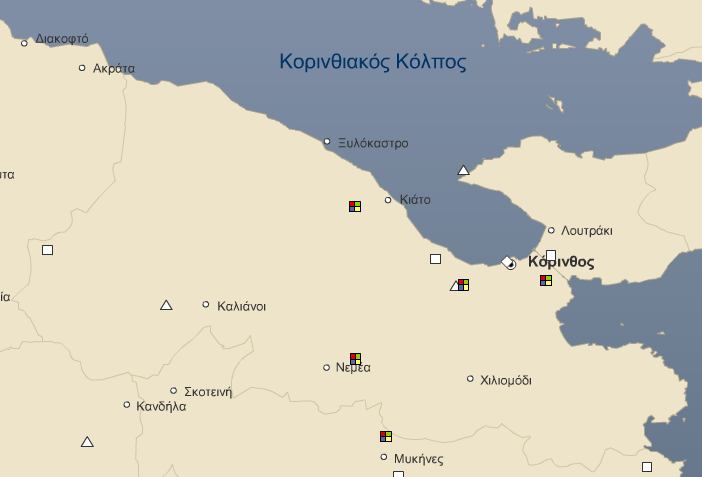 Διακοφτό
Ακράτα
Κορινθιακός Κόλπος
Ξυλόκαστρο
Κιάτο
Λουτράκι
Κόρινθος
Καλιάνοι
Νεμέα
Χιλιομόδι
Σκοτεινή
Κανδήλα
Μυκήνες